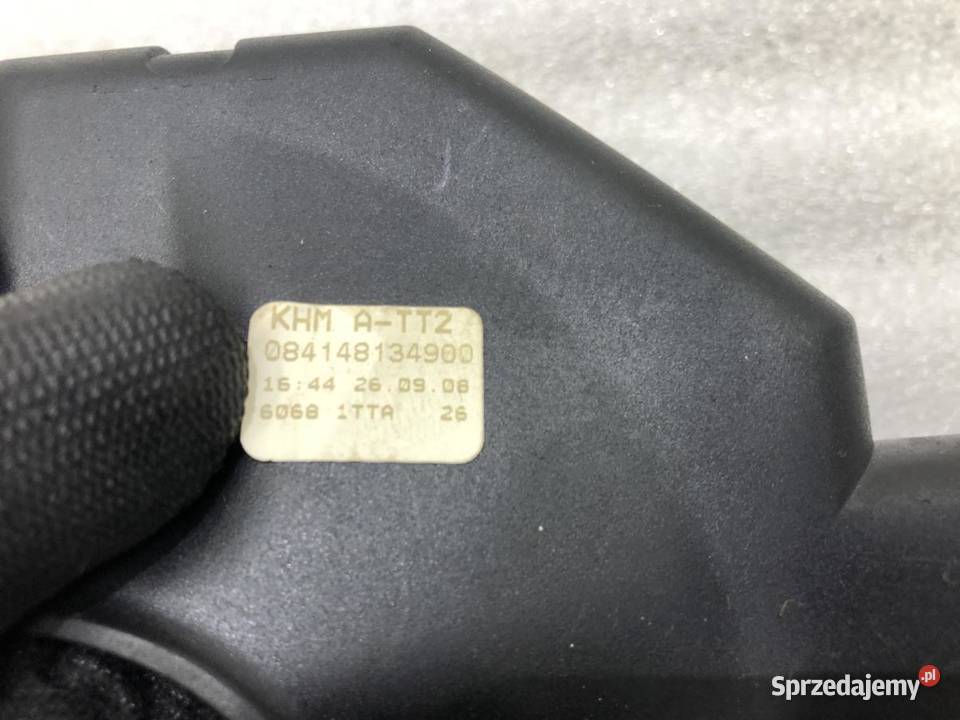 KHM A-TT2
084148134900
16:44 26.09.08
6068 1TTA 26
Sprzedajemy.pl